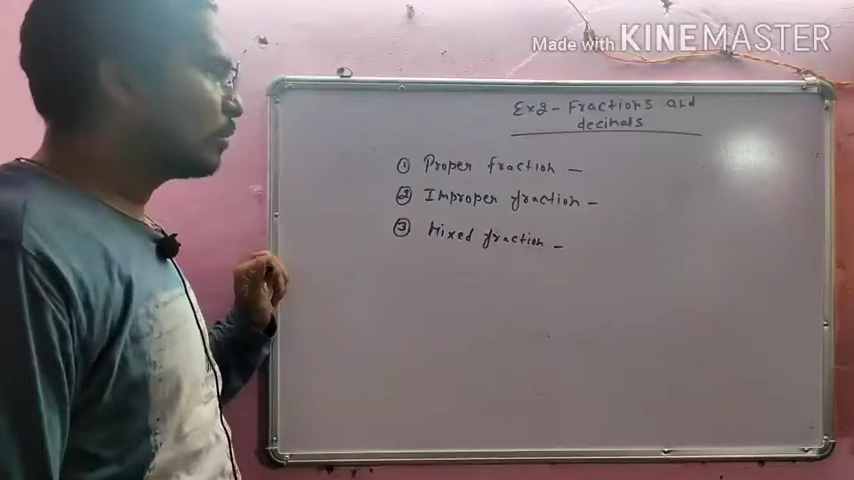 Made with KINEMASTER
Ex2 - Fractions and
decimals
① Proper fraction -
② Improper fraction -
③ Mixed fraction -